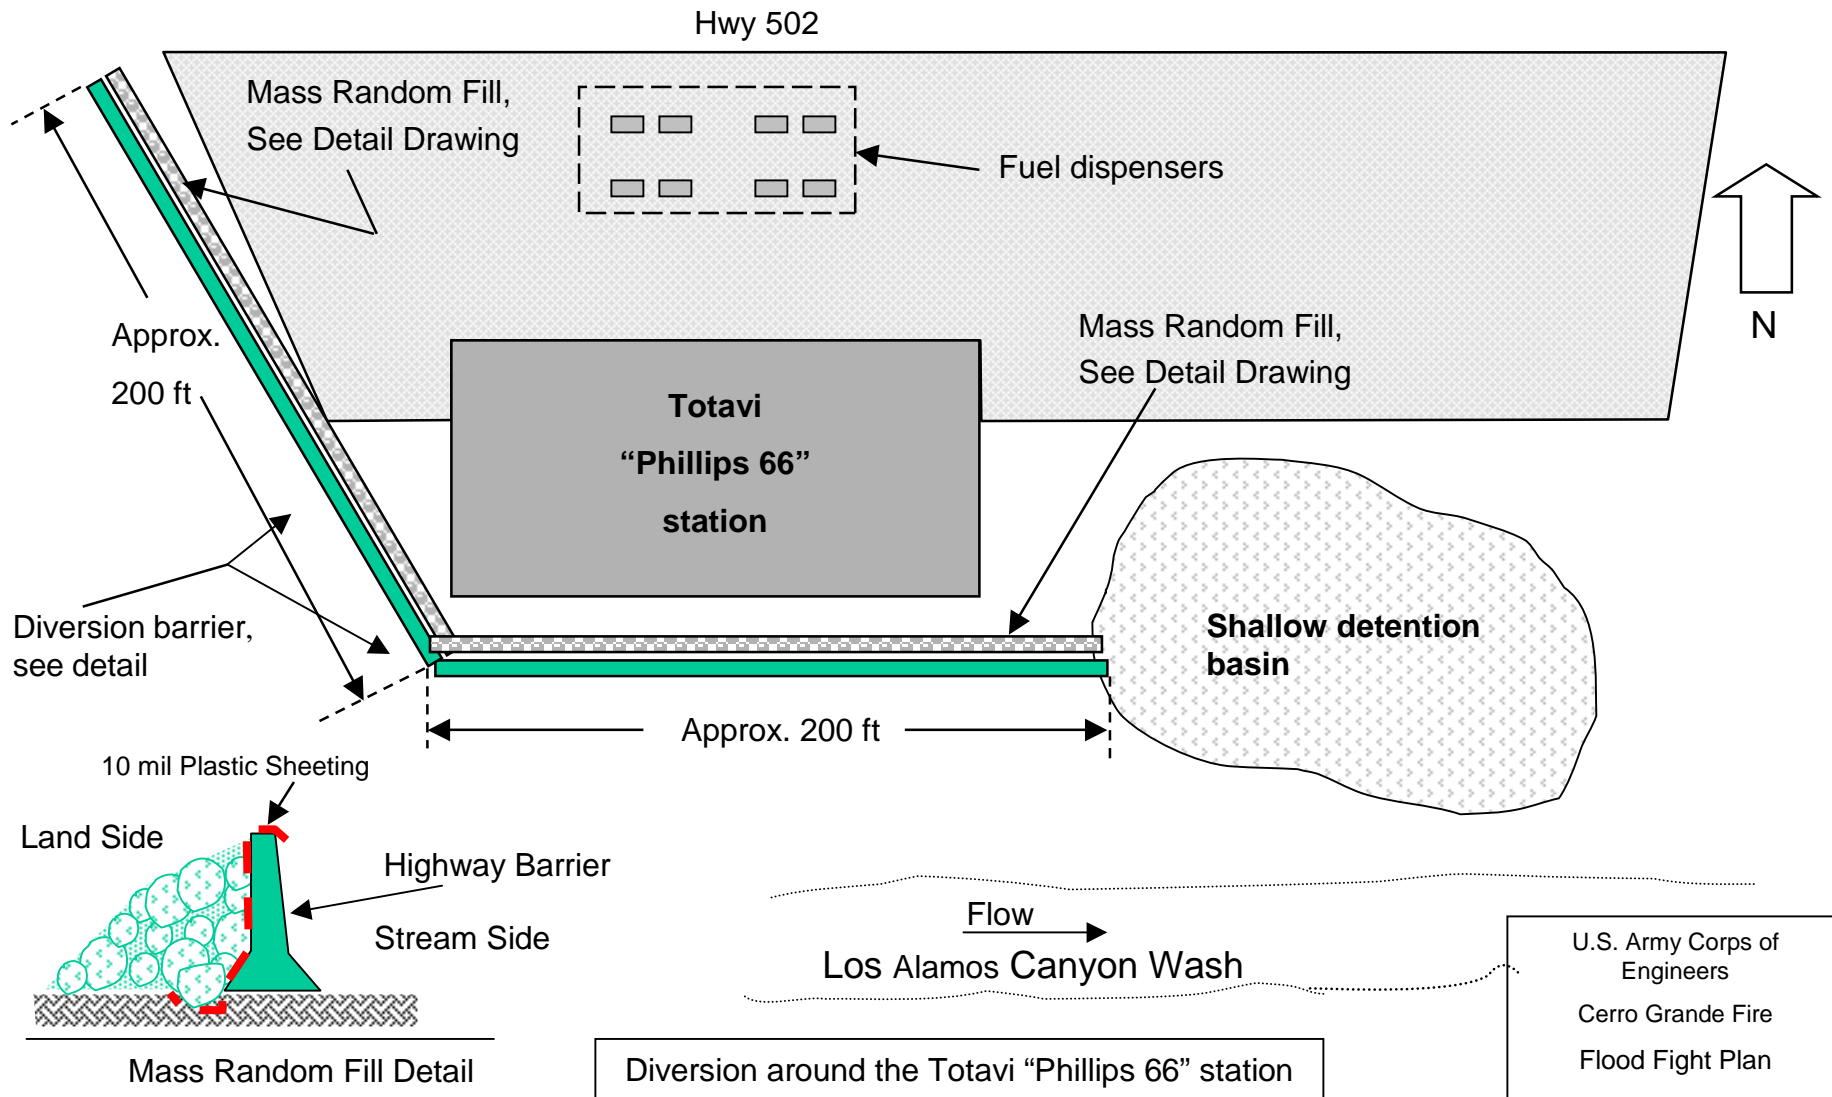 Hwy 502
Mass Random Fill,
See Detail Drawing
Fuel dispensers
N
Approx.
200 ft
Mass Random Fill,
See Detail Drawing
Totavi
“Phillips 66”
station
Diversion barrier,
see detail
Shallow detention
basin
Approx. 200 ft
10 mil Plastic Sheeting
Land Side
Highway Barrier
Stream Side
Flow
Los Alamos Canyon Wash
Mass Random Fill Detail
Diversion around the Totavi “Phillips 66” station
U.S. Army Corps of
Engineers
Cerro Grande Fire
Flood Fight Plan